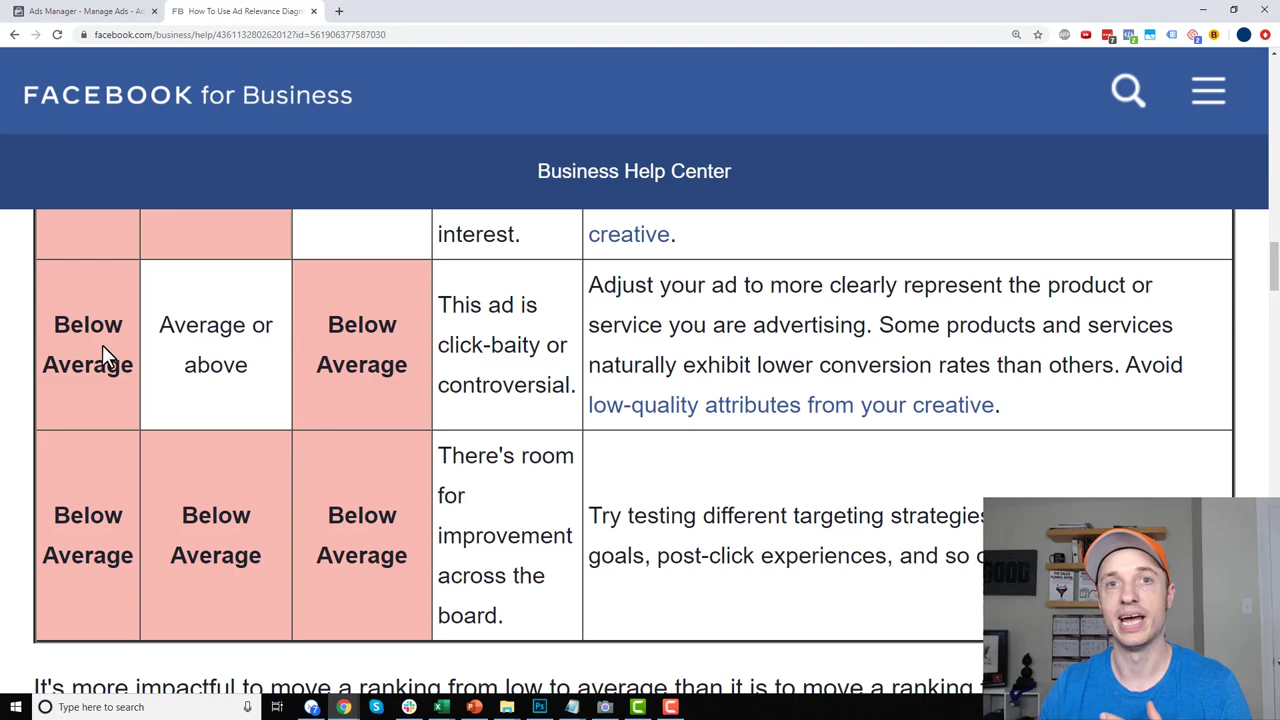 Ads Manager - Manage Ads - Ad
FB How To Use Ad Relevance Diagn
facebook.com/business/help/436113280262012?id=561906377587030
FACEBOOK for Business
Business Help Center
interest.
creative.
Below Average
Average or above
Below Average
This ad is click-baity or controversial.
Adjust your ad to more clearly represent the product or
service you are advertising. Some products and services
naturally exhibit lower conversion rates than others. Avoid
low-quality attributes from your creative.
Below Average
Below Average
Below Average
There's room for improvement across the board.
Try testing different targeting strategies
goals, post-click experiences, and so
It's more impactful to move a ranking from low to average than it is to move a ranking
Type here to search